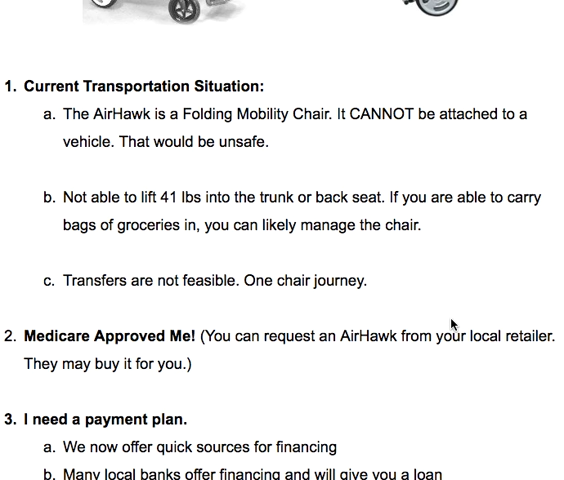 1. Current Transportation Situation:
a. The AirHawk is a Folding Mobility Chair. It CANNOT be attached to a
vehicle. That would be unsafe.
b. Not able to lift 41 lbs into the trunk or back seat. If you are able to carry
bags of groceries in, you can likely manage the chair.
c. Transfers are not feasible. One chair journey.
2. Medicare Approved Me! (You can request an AirHawk from your local retailer.
They may buy it for you.)
3. I need a payment plan.
a. We now offer quick sources for financing
b. Many local banks offer financing and will give you a loan